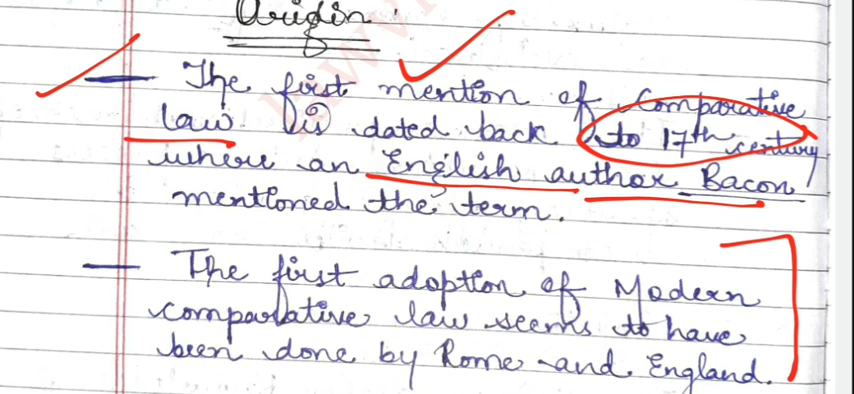 Origin.
— The first mention of Comparative
law is dated back to 17th century
where an English author Bacon
mentioned the term.
— The first adoption of Modern
comparative law seems to have
been done by Rome and England.